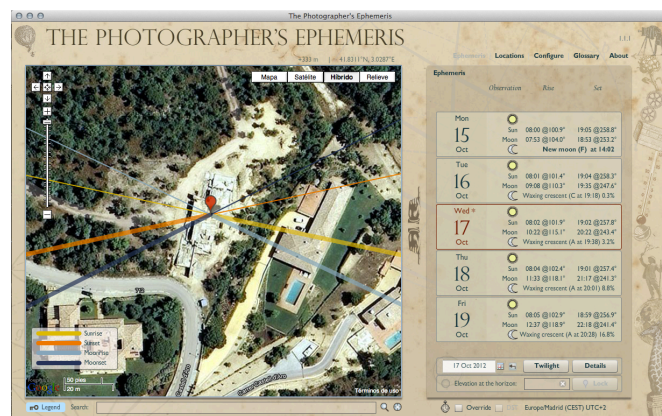 The Photographer's Ephemeris
THE PHOTOGRAPHER'S EPHEMERIS
1.1.1
+333 m
41.8311°N, 3.0287°E
Ephemeris Locations Configure Glossary About
Mapa Satélite Híbrido Relieve
Ephemeris
Observation Rise Set
Mon
15
Oct
Sun 08:00 @100.9° 19:05 @258.8°
Moon 07:53 @104.0° 18:53 @253.2°
New moon (F) at 14:02
Tue
16
Oct
Sun 08:01 @101.4° 19:04 @258.3°
Moon 09:08 @110.3° 19:35 @247.6°
Waxing crescent (C at 19:18) 0.3%
Wed
17
Oct
Sun 08:02 @101.9° 19:02 @257.8°
Moon 10:22 @115.1° 20:22 @243.4°
Waxing crescent (A at 19:38) 3.2%
Thu
18
Oct
Sun 08:04 @102.4° 19:01 @257.4°
Moon 11:33 @118.1° 21:17 @241.3°
Waxing crescent (A at 20:01) 8.8%
Fri
19
Oct
Sun 08:05 @102.9° 18:59 @256.9°
Moon 12:37 @118.9° 22:18 @241.4°
Waxing crescent (A at 20:28) 16.8%
Sunrise
Sunset
Moonrise
Moonset
50 pies
20 m
Términos de uso
17 Oct 2012 Twilight Details
Elevation at the horizon: Lock
Legend Search:
Override Europe/Madrid (CEST) UTC+2